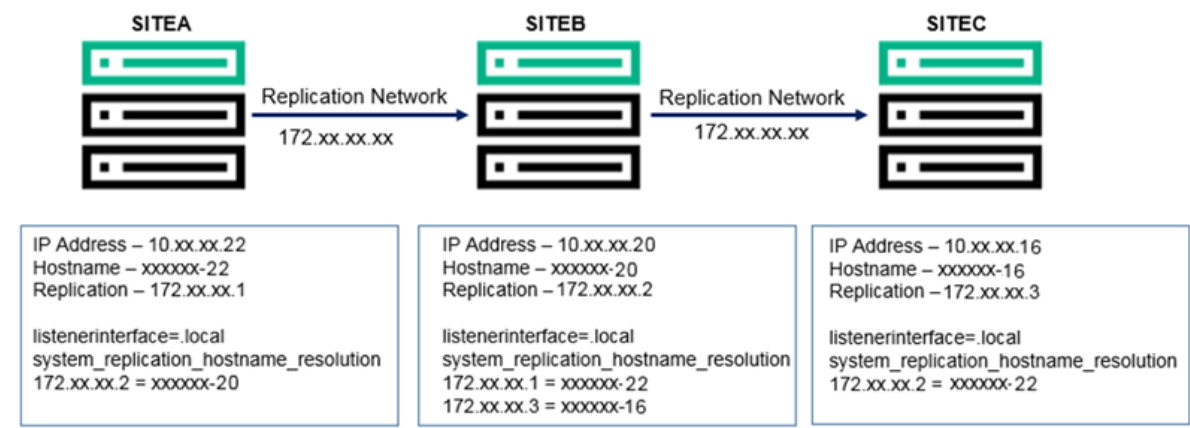 SITEA
SITEB
SITEC
Replication Network
172.xx.xx.xx
Replication Network
172.xx.xx.xx
IP Address – 10.xx.xx.22
Hostname – xxxxxx-22
Replication – 172.xx.xx.1
listenerinterface=.local
system_replication_hostname_resolution
172.xx.xx.2 = xxxxxx-20
IP Address – 10.xx.xx.20
Hostname – xxxxxx-20
Replication –172.xx.xx.2
listenerinterface=.local
system_replication_hostname_resolution
172.xx.xx.1 = xxxxxx-22
172.xx.xx.3 = xxxxxx-16
IP Address – 10.xx.xx.16
Hostname – xxxxxx-16
Replication –172.xx.xx.3
listenerinterface=.local
system_replication_hostname_resolution
172.xx.xx.2 = xxxxxx-22